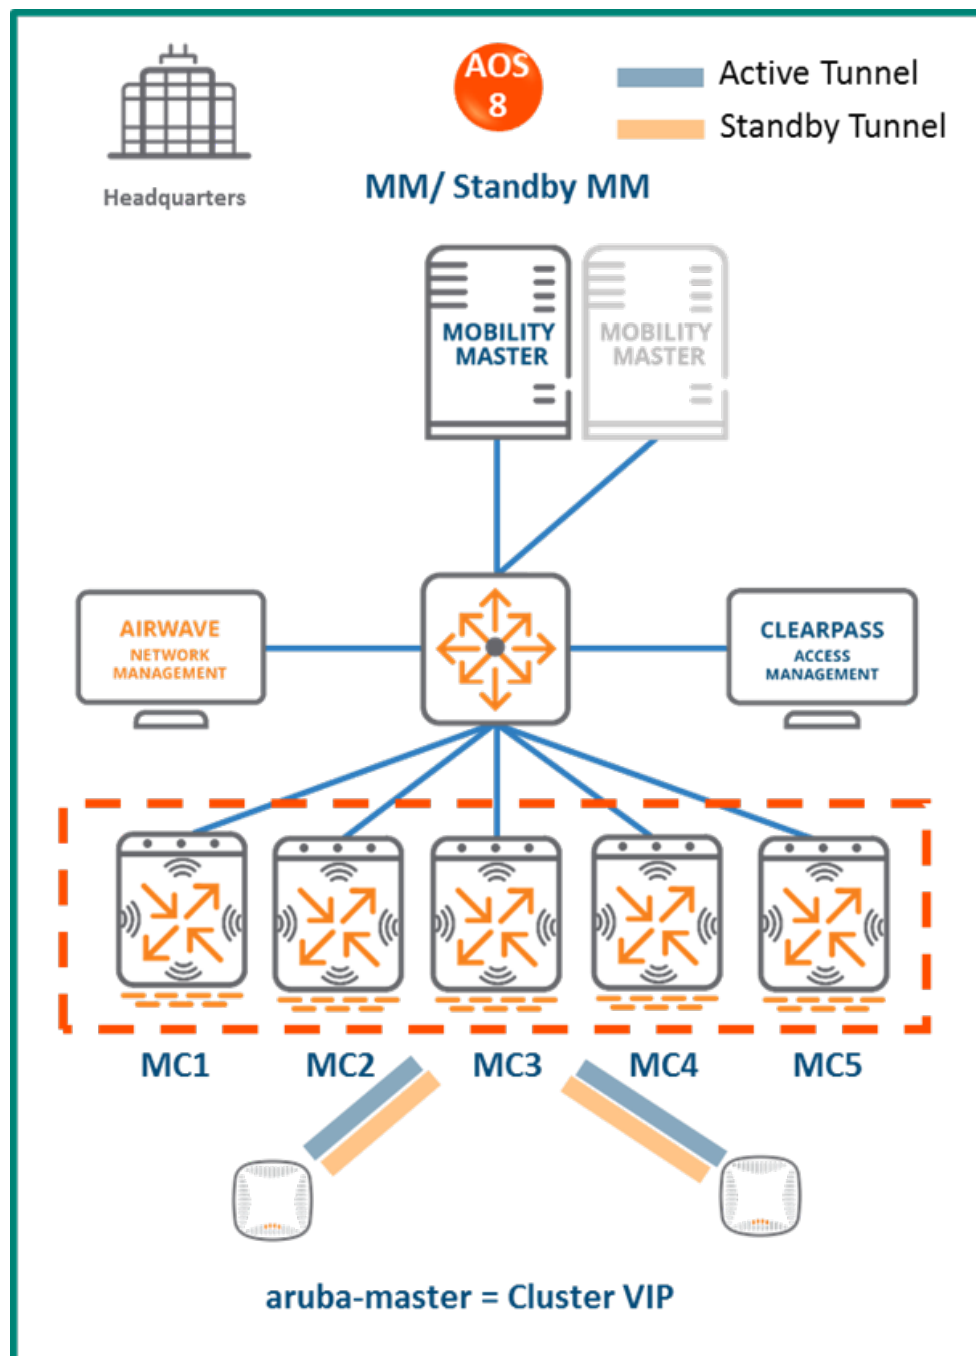 AOS
8
Active Tunnel
Standby Tunnel
Headquarters
MM/ Standby MM
MOBILITY
MASTER
MOBILITY
MASTER
AIRWAVE
NETWORK
MANAGEMENT
CLEARPASS
ACCESS
MANAGEMENT
MC1
MC2
MC3
MC4
MC5
aruba-master = Cluster VIP